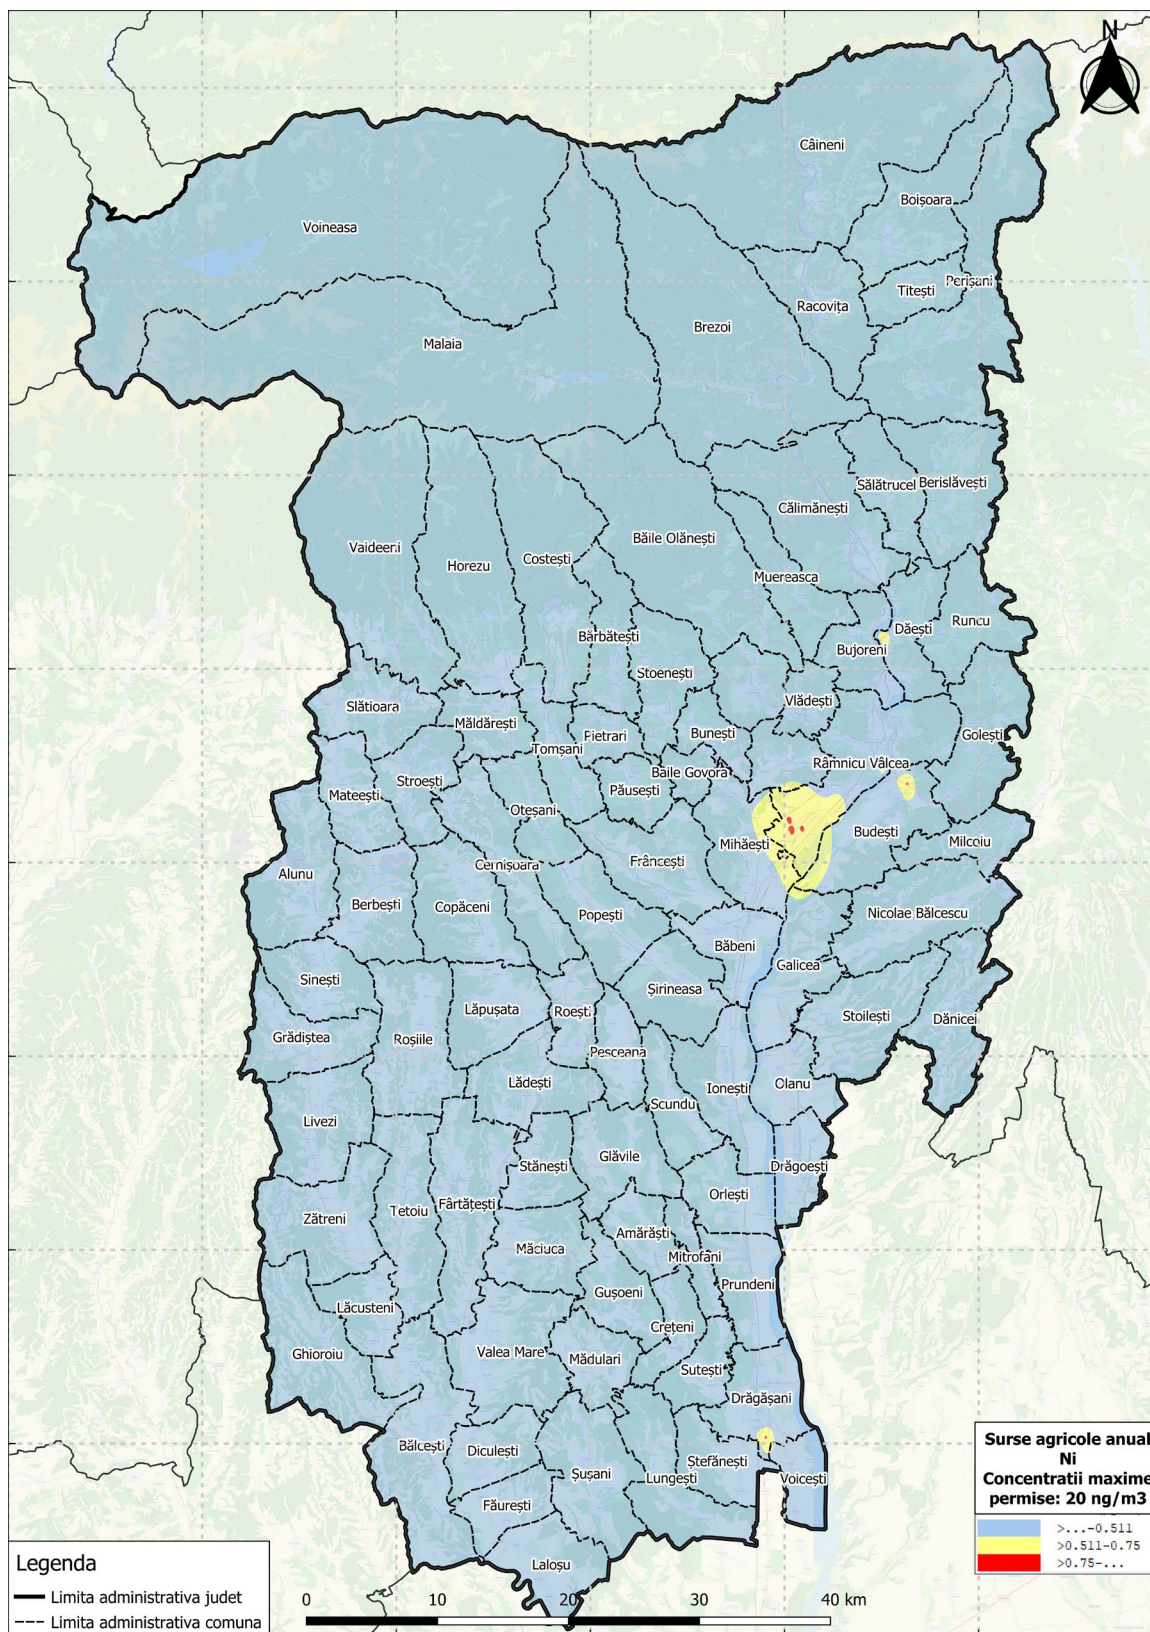 N
Câineni
Boișoara
Voineasa
Perișani
Titești
Racovița
Brezoi
Malaia
Sălătrucel
Berislăvești
Călimănești
Băile Olănești
Vaideeni
Costești
Horezu
Muereasca
Runcu
Dăești
Bărbătești
Bujoreni
Stoenești
Vlădești
Slătioara
Măldărești
Bunești
Golești
Pietrari
Tomșani
Râmnicu Vâlcea
Băile Govora
Stroești
Păusești
Mateești
Oteșani
Budești
Mihăești
Milcoiu
Frâncești
Cernișoara
Alunu
Berbești
Copăceni
Nicolae Bălcescu
Popești
Băbeni
Galicea
Sinești
Șirineasa
Lăpușata
Roești
Stoilești
Dănicei
Grădiștea
Roșiile
Pesceana
Lădești
Olanu
Ionești
Scundu
Livezi
Glăvile
Stănești
Drăgoești
Orlești
Fârtățești
Tetoiu
Zătreni
Amărăști
Măciuca
Mitrofani
Prundeni
Gușoeni
Lăcusteni
Crețeni
Ghioroiu
Valea Mare
Mădulari
Sutești
Drăgășani
Bălcești
Diculești
Ștefănești
Șușani
Lungești
Voicești
Făurești
Laloșu
Surse agricole anual
Ni
Concentratii maxime
permise: 20 ng/m3
>...-0.511
>0.511-0.75
>0.75-...
Legenda
Limita administrativa judet
Limita administrativa comuna
0 10 20 30 40 km